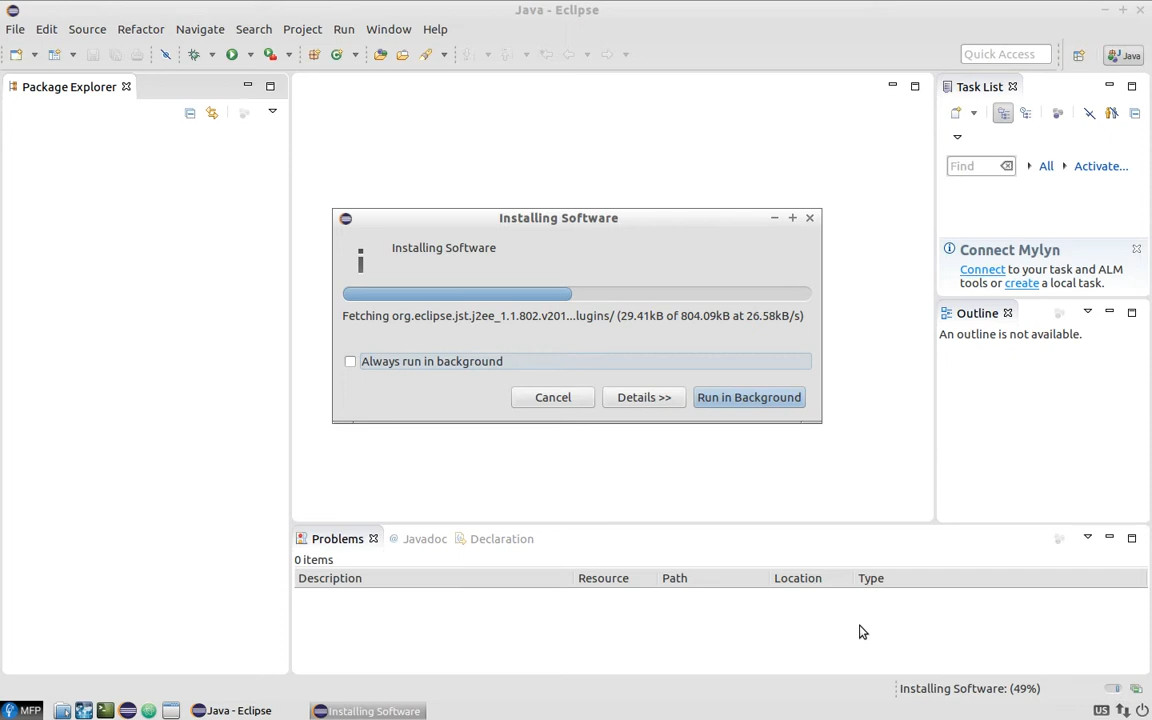 Java - Eclipse
File Edit Source Refactor Navigate Search Project Run Window Help
Quick Access
Java
Package Explorer
Task List
Find
All
Activate...
Installing Software
Installing Software
Fetching org.eclipse.jst.j2ee_1.1.802.v201...lugins/ (29.41kB of 804.09kB at 26.58kB/s)
Always run in background
Cancel
Details >>
Run in Background
Connect Mylyn
Connect to your task and ALM
tools or create a local task.
Outline
An outline is not available.
Problems @ Javadoc Declaration
0 items
Description Resource Path Location Type
Installing Software: (49%)
MFP
Java - Eclipse
Installing Software
US